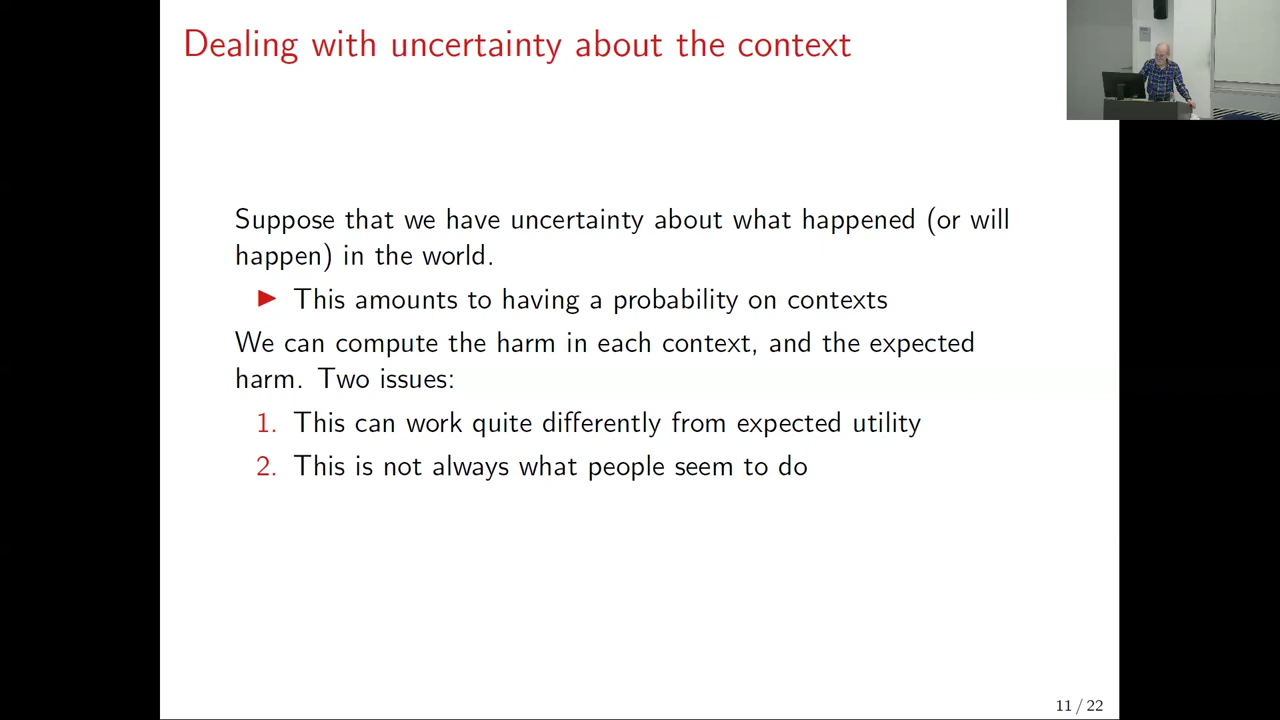 Dealing with uncertainty about the context
Suppose that we have uncertainty about what happened (or will
happen) in the world.
▶ This amounts to having a probability on contexts
We can compute the harm in each context, and the expected
harm. Two issues:
1. This can work quite differently from expected utility
2. This is not always what people seem to do
11 / 22